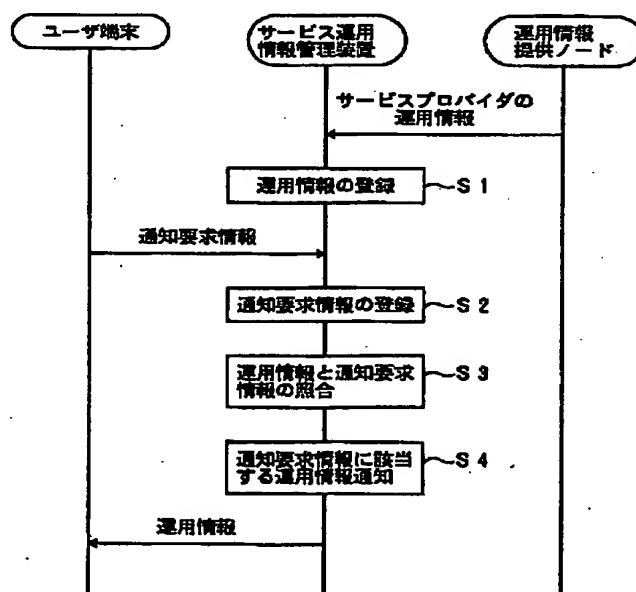 ユーザ端末
サービス運用
情報管理装置
運用情報
提供ノード
サービスプロバイダの
運用情報
運用情報の登録
S1
通知要求情報
通知要求情報の登録
S2
運用情報と通知要求
情報の照合
S3
通知要求情報に該当
する運用情報通知
S4
運用情報